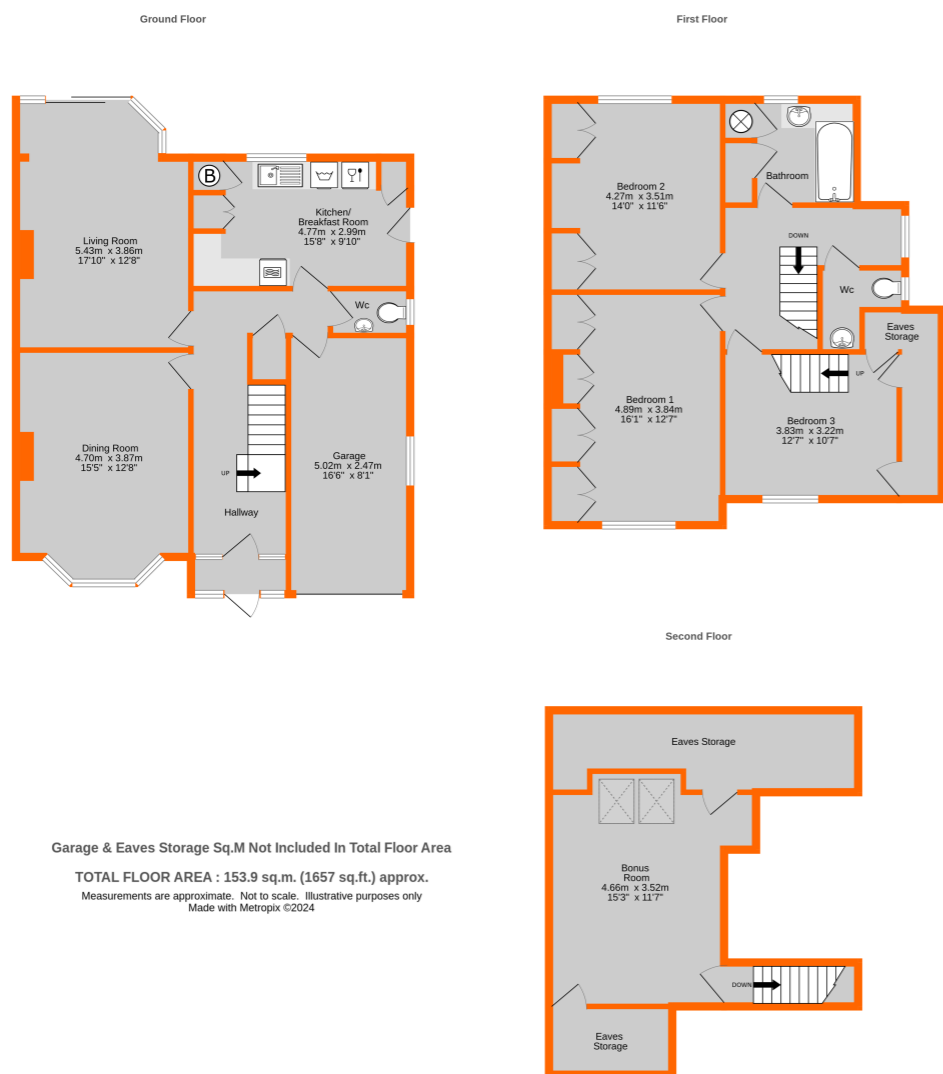 Ground Floor
Living Room
5.43m x 3.86m
17'10" x 12'8"
B
Kitchen/
Breakfast Room
4.77m x 2.99m
15'8" x 9'10"
Wc
Dining Room
4.70m x 3.87m
15'5" x 12'8"
UP
Hallway
Garage
5.02m x 2.47m
16'6" x 8'1"
First Floor
Bedroom 2
4.27m x 3.51m
14'0" x 11'6"
Bathroom
DOWN
Wc
Eaves
Storage
UP
Bedroom 1
4.89m x 3.84m
16'1" x 12'7"
Bedroom 3
3.83m x 3.22m
12'7" x 10'7"
Second Floor
Eaves Storage
Bonus
Room
4.66m x 3.52m
15'3" x 11'7"
DOWN
Eaves
Storage
Garage & Eaves Storage Sq.M Not Included In Total Floor Area
TOTAL FLOOR AREA : 153.9 sq.m. (1657 sq.ft.) approx.
Measurements are approximate. Not to scale. Illustrative purposes only
Made with Metropix ©2024